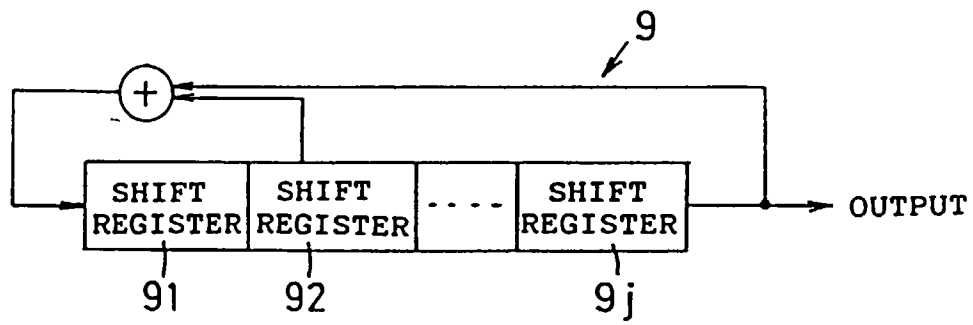 9
+
SHIFT REGISTER
SHIFT REGISTER
- - - -
SHIFT REGISTER
OUTPUT
91
92
9j